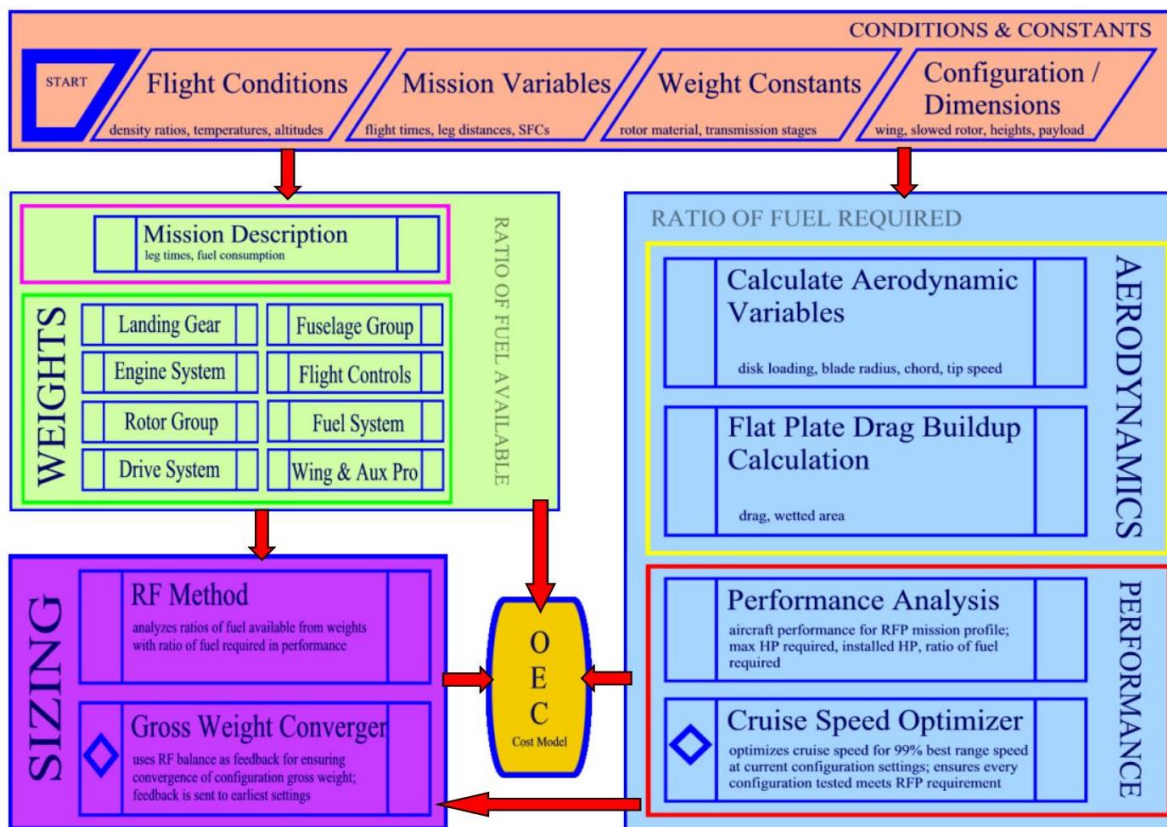 CONDITIONS & CONSTANTS
START
Flight Conditions
density ratios, temperatures, altitudes
Mission Variables
flight times, leg distances, SFCs
Weight Constants
rotor material, transmission stages
Configuration /
Dimensions
wing, slowed rotor, heights, payload
Mission Description
leg times, fuel consumption
RATIO OF FUEL AVAILABLE
WEIGHTS
Landing Gear
Fuselage Group
Engine System
Flight Controls
Rotor Group
Fuel System
Drive System
Wing & Aux Pro
RATIO OF FUEL REQUIRED
AERODYNAMICS
Calculate Aerodynamic
Variables
disk loading, blade radius, chord, tip speed
Flat Plate Drag Buildup
Calculation
drag, wetted area
SIZING
RF Method
analyzes ratios of fuel available from weights
with ratio of fuel required in performance
Gross Weight Converger
uses RF balance as feedback for ensuring
convergence of configuration gross weight;
feedback is sent to earliest settings
O
E
C
Cost Model
PERFORMANCE
Performance Analysis
aircraft performance for RFP mission profile;
max HP required, installed HP, ratio of fuel
required
Cruise Speed Optimizer
optimizes cruise speed for 99% best range speed
at current configuration settings; ensures every
configuration tested meets RFP requirement